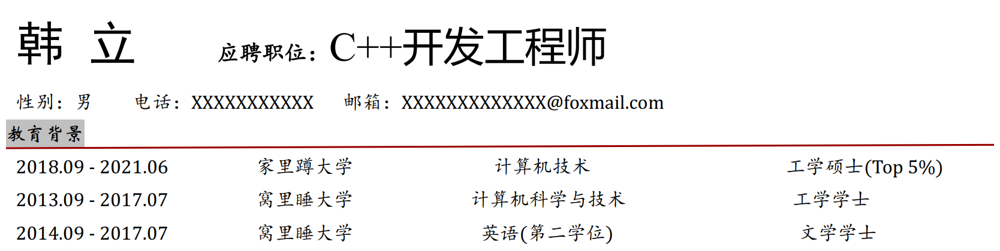 韩 立 应聘职位：C++开发工程师
性别：男 电话：XXXXXXXXXXX 邮箱：XXXXXXXXXXXXX@foxmail.com
教育背景
2018.09 - 2021.06 家里蹲大学 计算机技术 工学硕士(Top 5%)
2013.09 - 2017.07 窝里睡大学 计算机科学与技术 工学学士
2014.09 - 2017.07 窝里睡大学 英语(第二学位) 文学学士